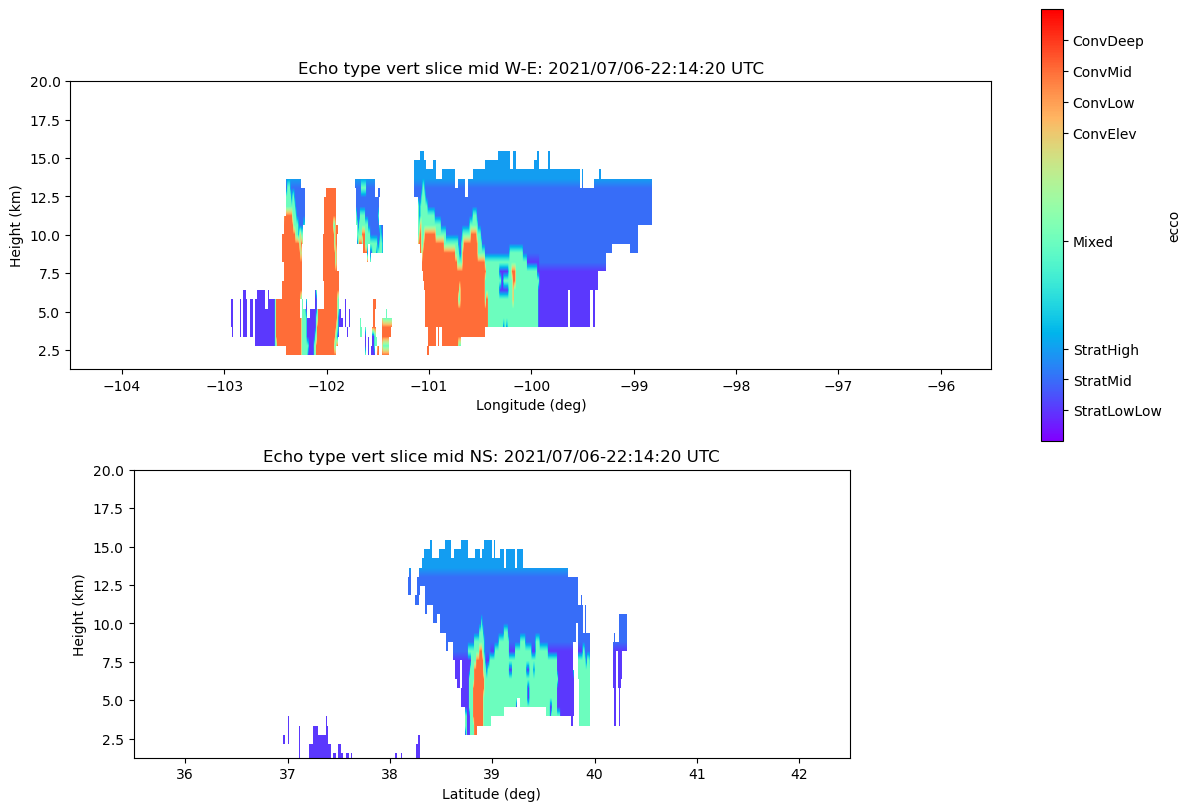 Echo type vert slice mid W-E: 2021/07/06-22:14:20 UTC
20.0
17.5
15.0
12.5
10.0
7.5
5.0
2.5
Height (km)
−104 −103 −102 −101 −100 −99 −98 −97 −96
Longitude (deg)
ConvDeep
ConvMid
ConvLow
ConvElev
Mixed
StratHigh
StratMid
StratLowLow
ecco
Echo type vert slice mid NS: 2021/07/06-22:14:20 UTC
20.0
17.5
15.0
12.5
10.0
7.5
5.0
2.5
Height (km)
36 37 38 39 40 41 42
Latitude (deg)